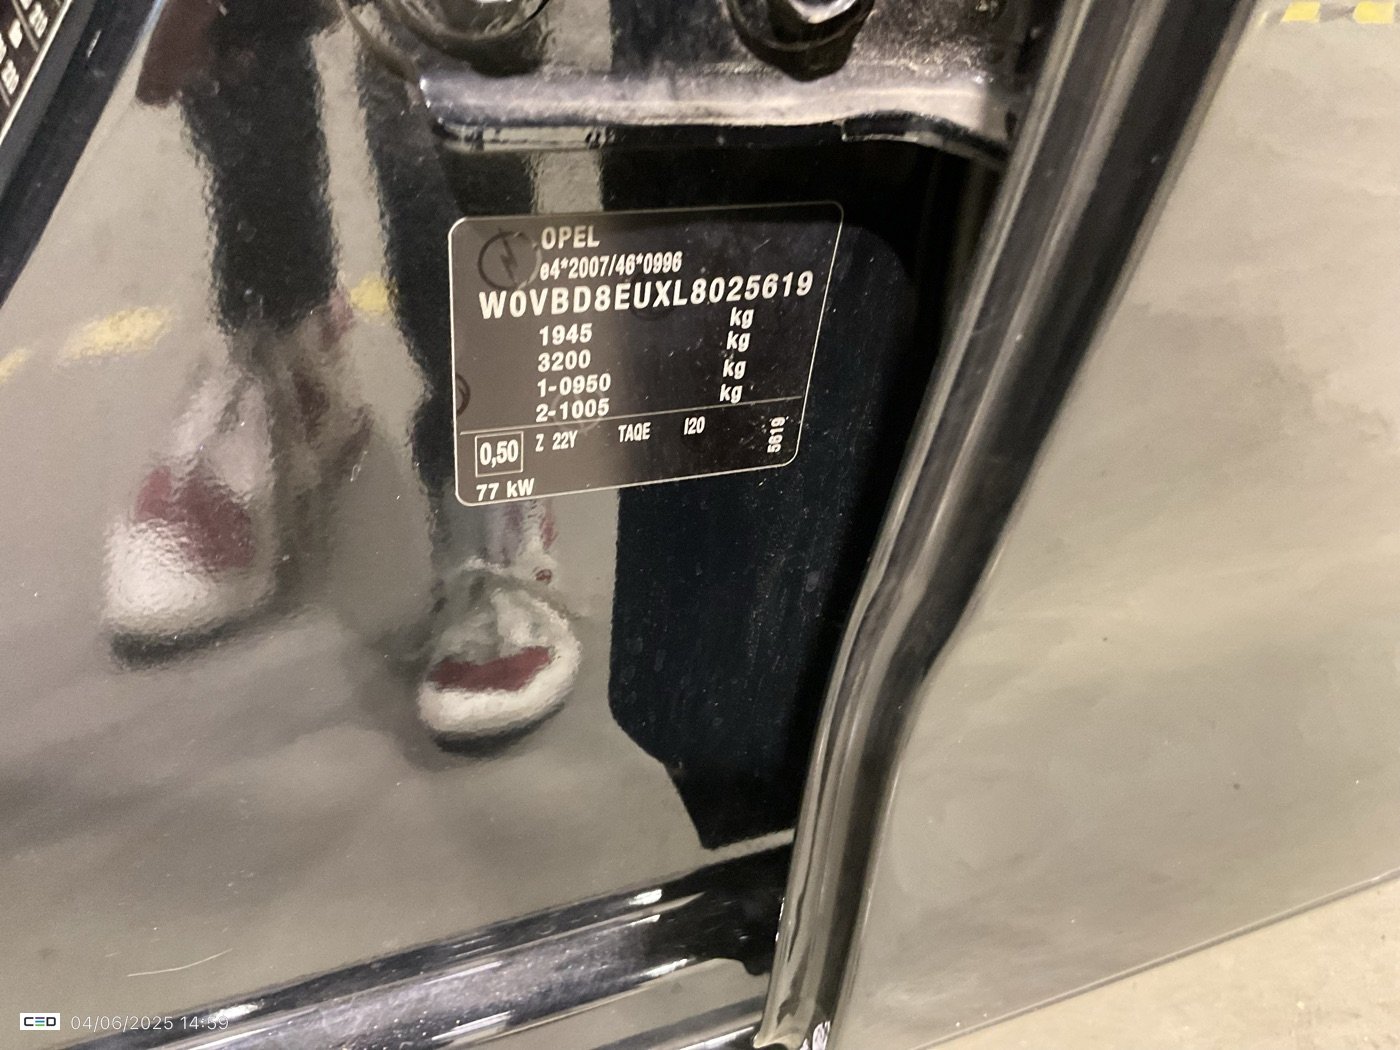 OPEL
e4*2007/46*0996
W0VBD8EUXL8025619
1945 kg
3200 kg
1-0950 kg
2-1005 kg
0,50 Z 22Y TAQE I20 5619
77 kW
CED 04/06/2025 14:59